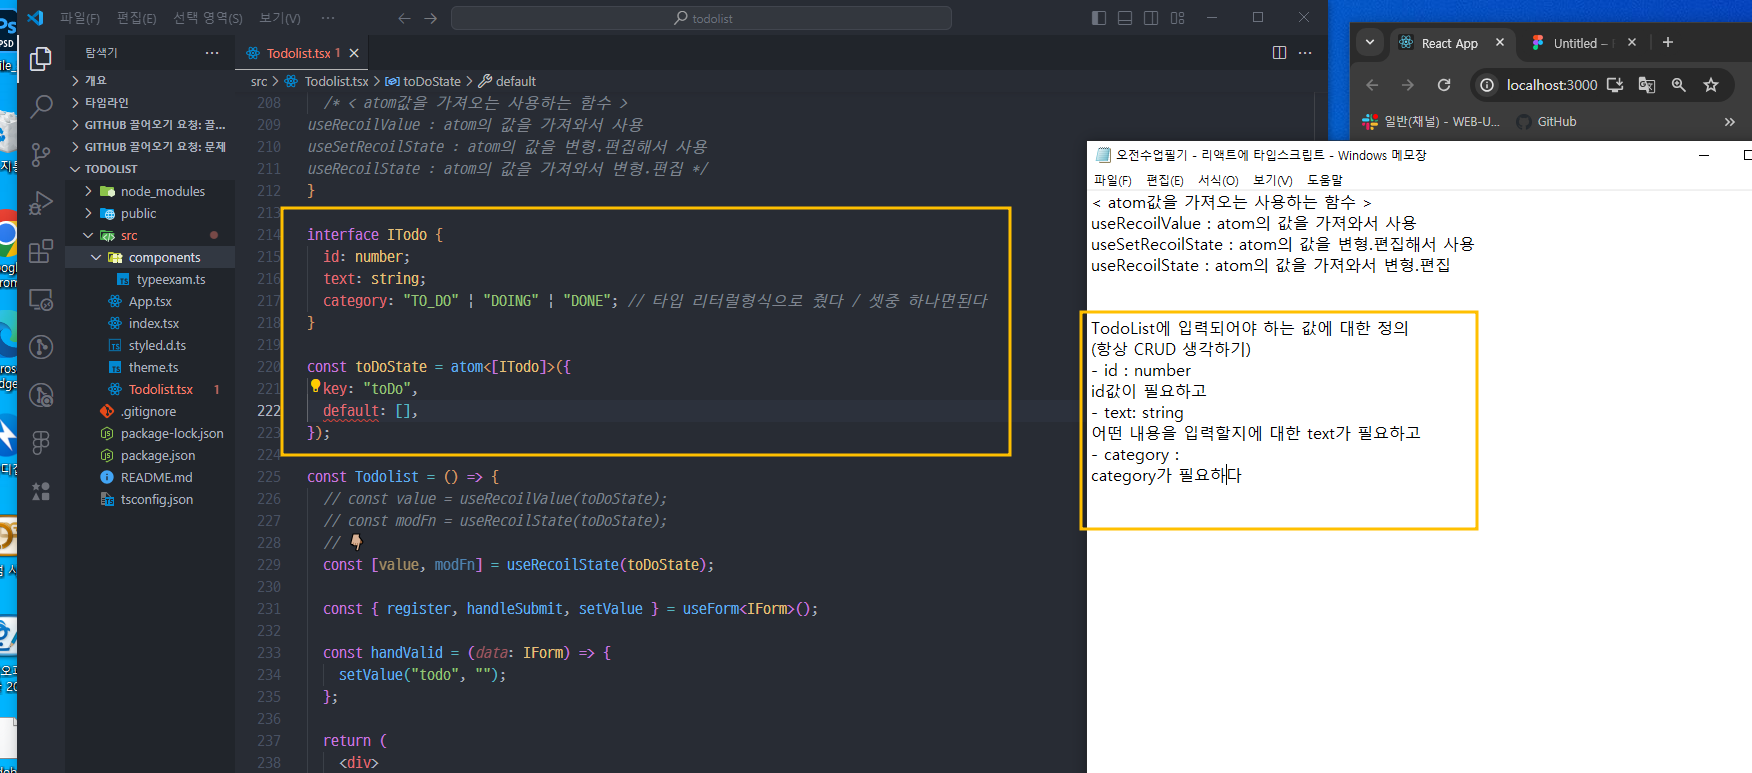 파일(F) 편집(E) 선택 영역(S) 보기(V) ···
todolist
탐색기
개요
타임라인
GITHUB 끌어오기 요청: 끌...
GITHUB 끌어오기 요청: 문제
TODOLIST
node_modules
public
src
components
typeexam.ts
App.tsx
index.tsx
styled.d.ts
theme.ts
Todolist.tsx 1
.gitignore
package-lock.json
package.json
README.md
tsconfig.json
Todolist.tsx 1
src > Todolist.tsx > toDoState > default
208 /* < atom값을 가져오는 사용하는 함수 >
209 useRecoilValue : atom의 값을 가져와서 사용
210 useSetRecoilState : atom의 값을 변형.편집해서 사용
211 useRecoilState : atom의 값을 가져와서 변형.편집 */
212 }
213
214 interface ITodo {
215 id: number;
216 text: string;
217 category: "TO_DO" | "DOING" | "DONE"; // 타입 리터럴형식으로 줬다 / 셋중 하나면된다
218 }
219
220 const toDoState = atom<[ITodo]>({
221 key: "toDo",
222 default: [],
223 });
224
225 const Todolist = () => {
226 // const value = useRecoilValue(toDoState);
227 // const modFn = useRecoilState(toDoState);
228 // 👇🏼
229 const [value, modFn] = useRecoilState(toDoState);
230
231 const { register, handleSubmit, setValue } = useForm<IForm>();
232
233 const handValid = (data: IForm) => {
234 setValue("todo", "");
235 };
236
237 return (
238 <div>
React App
Untitled –
localhost:3000
일반(채널) - WEB-U...
GitHub
오전수업필기 - 리액트에 타입스크립트 - Windows 메모장
파일(F) 편집(E) 서식(O) 보기(V) 도움말
< atom값을 가져오는 사용하는 함수 >
useRecoilValue : atom의 값을 가져와서 사용
useSetRecoilState : atom의 값을 변형.편집해서 사용
useRecoilState : atom의 값을 가져와서 변형.편집
TodoList에 입력되어야 하는 값에 대한 정의
(항상 CRUD 생각하기)
- id : number
id값이 필요하고
- text: string
어떤 내용을 입력할지에 대한 text가 필요하고
- category :
category가 필요하다